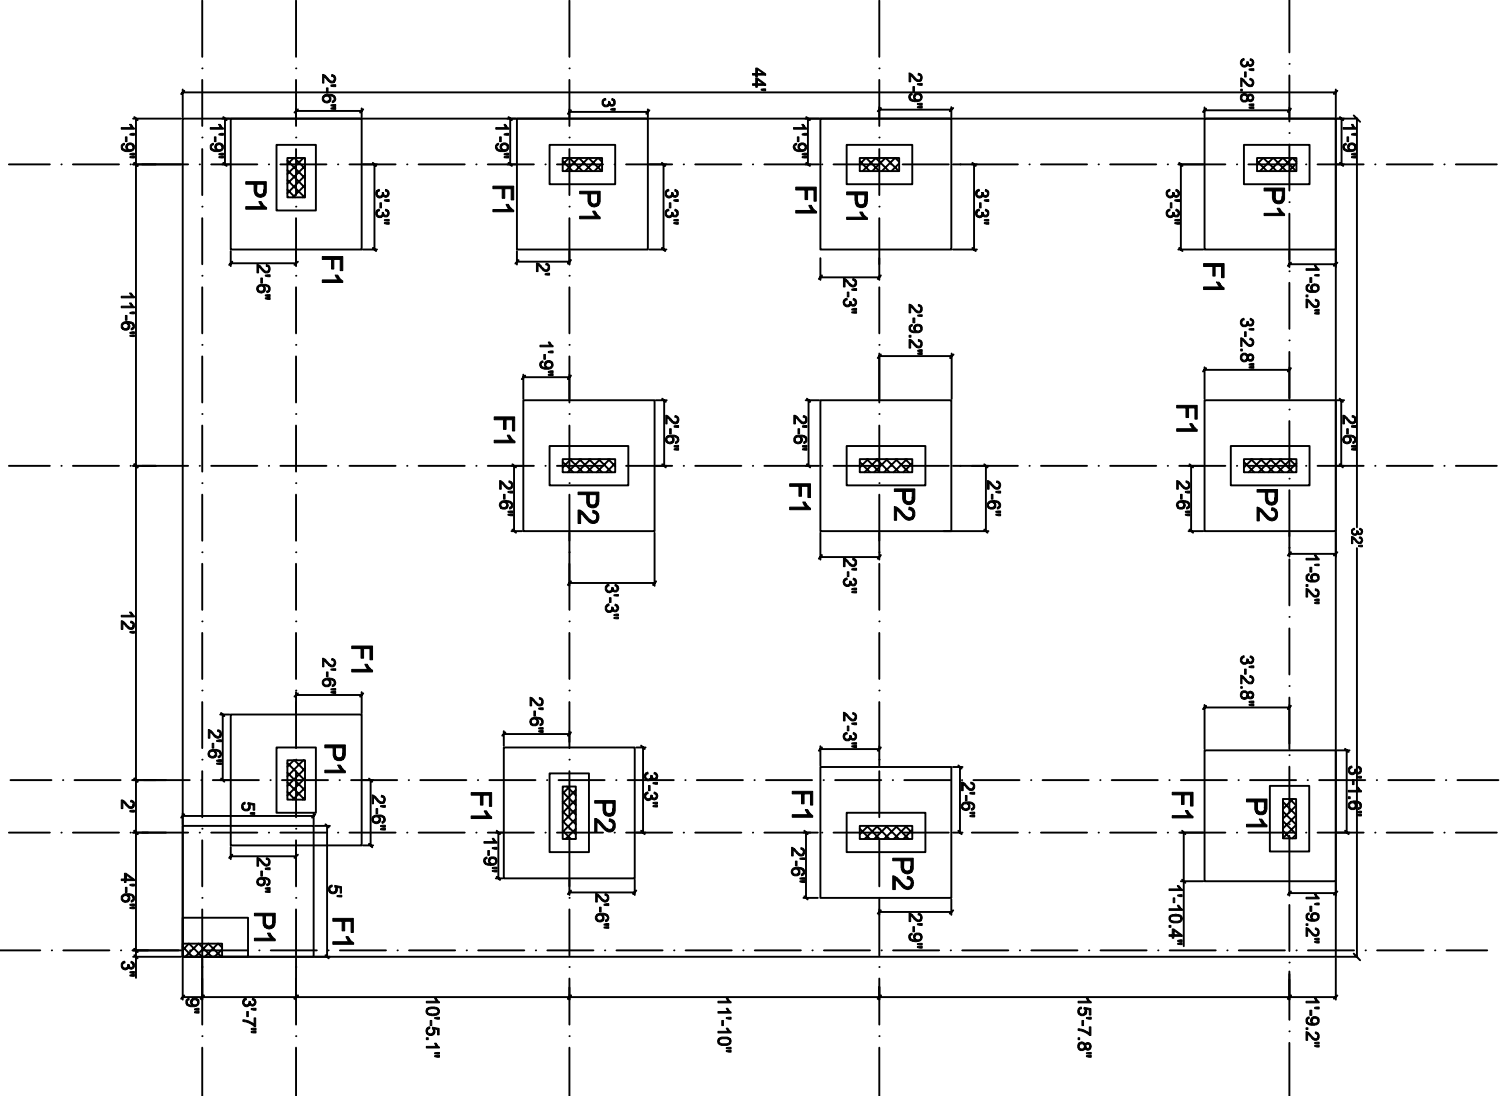 44'
2'-6"
3'
2'-9"
3'-2.8"
1'-9"
1'-9"
1'-9"
1'-9"
1'-9"
P1
P1
P1
P1
3'-3"
3'-3"
3'-3"
3'-3"
F1
F1
F1
F1
2'-6"
2'
2'-3"
1'-9.2"
11'-6"
1'-9"
2'-9.2"
3'-2.8"
F1
2'-6"
2'-6"
F1
2'-6"
2'-6"
P2
F1
P2
2'-6"
2'-6"
P2
32'
3'-3"
2'-3"
1'-9.2"
12'
F1
2'-6"
2'-6"
2'-3"
3'-2.8"
2'-6"
P1
3'-3"
2'-6"
3'-1.6"
2'
5'
2'-6"
F1
P2
F1
F1
P1
2'-6"
1'-9"
2'-6"
P2
4'-6"
5'
2'-6"
2'-9"
1'-10.4"
1'-9.2"
P1
F1
3"
9"
3'-7"
10'-5.1"
11'-10"
15'-7.8"
1'-9.2"